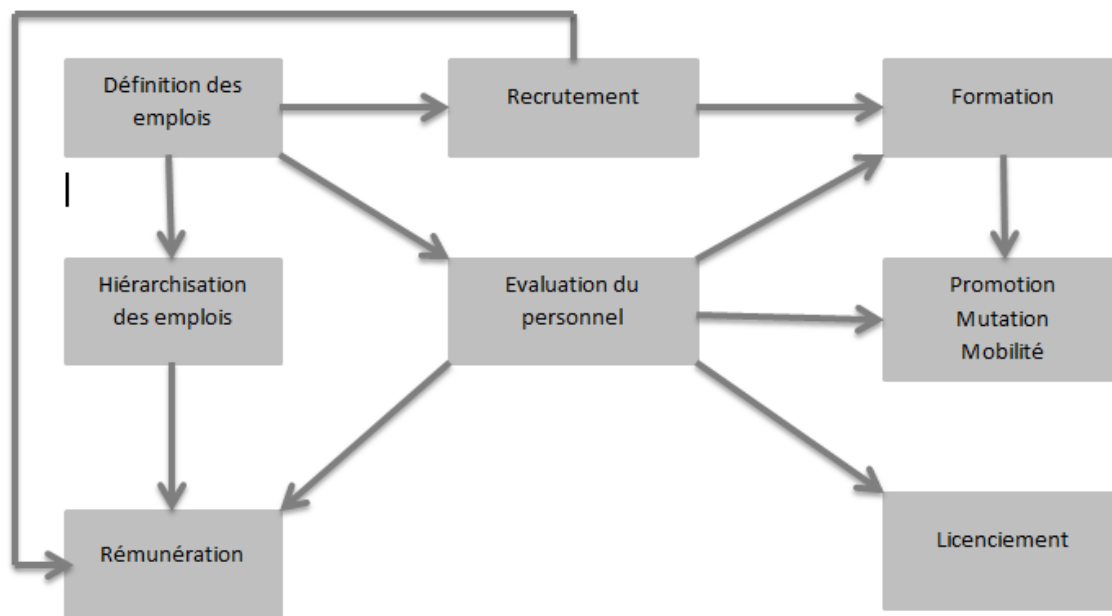 Définition des
emplois
Recrutement
Formation
Hiérarchisation
des emplois
Evaluation du
personnel
Promotion
Mutation
Mobilité
Rémunération
Licenciement